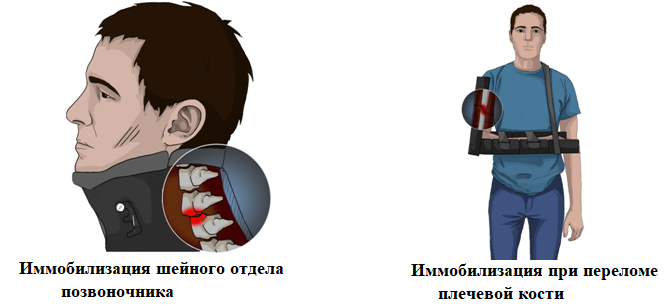 Иммобилизация шейного отдела
позвоночника
Иммобилизация при переломе
плечевой кости